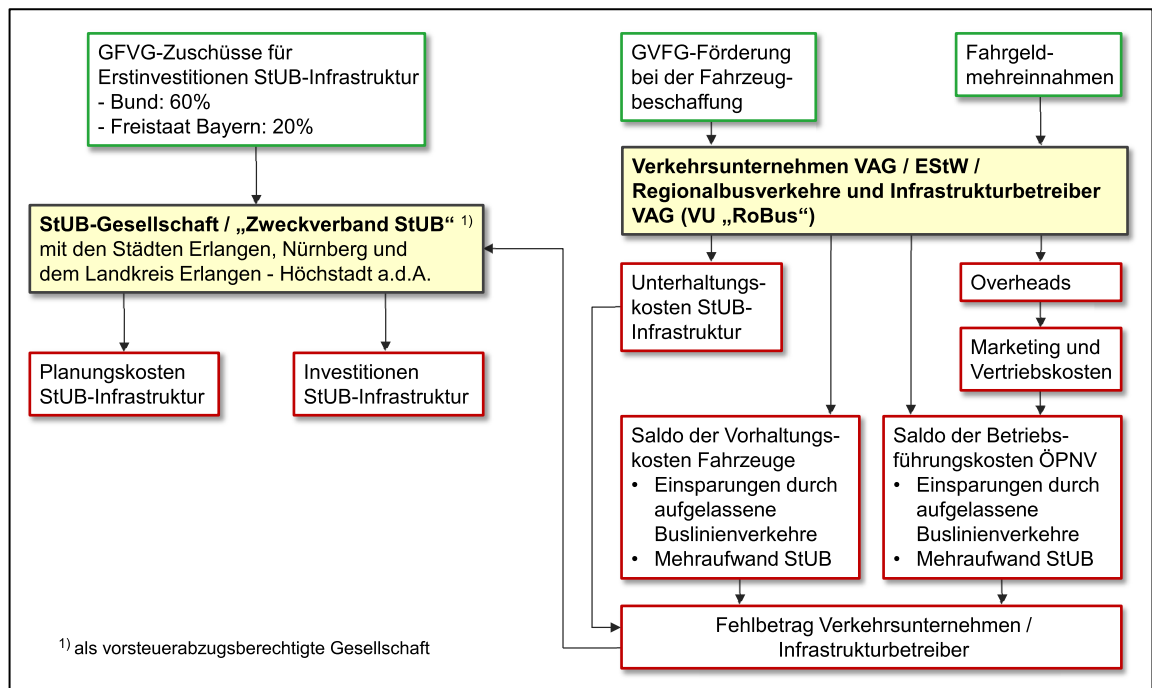 GFVG-Zuschüsse für
Erstinvestitionen StUB-Infrastruktur
- Bund: 60%
- Freistaat Bayern: 20%
GVFG-Förderung
bei der Fahrzeug-
beschaffung
Fahrgeld-
mehreinnahmen
StUB-Gesellschaft / „Zweckverband StUB“ 1)
mit den Städten Erlangen, Nürnberg und
dem Landkreis Erlangen - Höchstadt a.d.A.
Verkehrsunternehmen VAG / EStW /
Regionalbusverkehre und Infrastrukturbetreiber
VAG (VU „RoBus“)
Planungskosten
StUB-Infrastruktur
Investitionen
StUB-Infrastruktur
Unterhaltungs-
kosten StUB-
Infrastruktur
Overheads
Marketing und
Vertriebskosten
Saldo der Vorhaltungs-
kosten Fahrzeuge
• Einsparungen durch
aufgelassene
Buslinienverkehre
• Mehraufwand StUB
Saldo der Betriebs-
führungskosten ÖPNV
• Einsparungen durch
aufgelassene
Buslinienverkehre
• Mehraufwand StUB
Fehlbetrag Verkehrsunternehmen /
Infrastrukturbetreiber
1) als vorsteuerabzugsberechtigte Gesellschaft